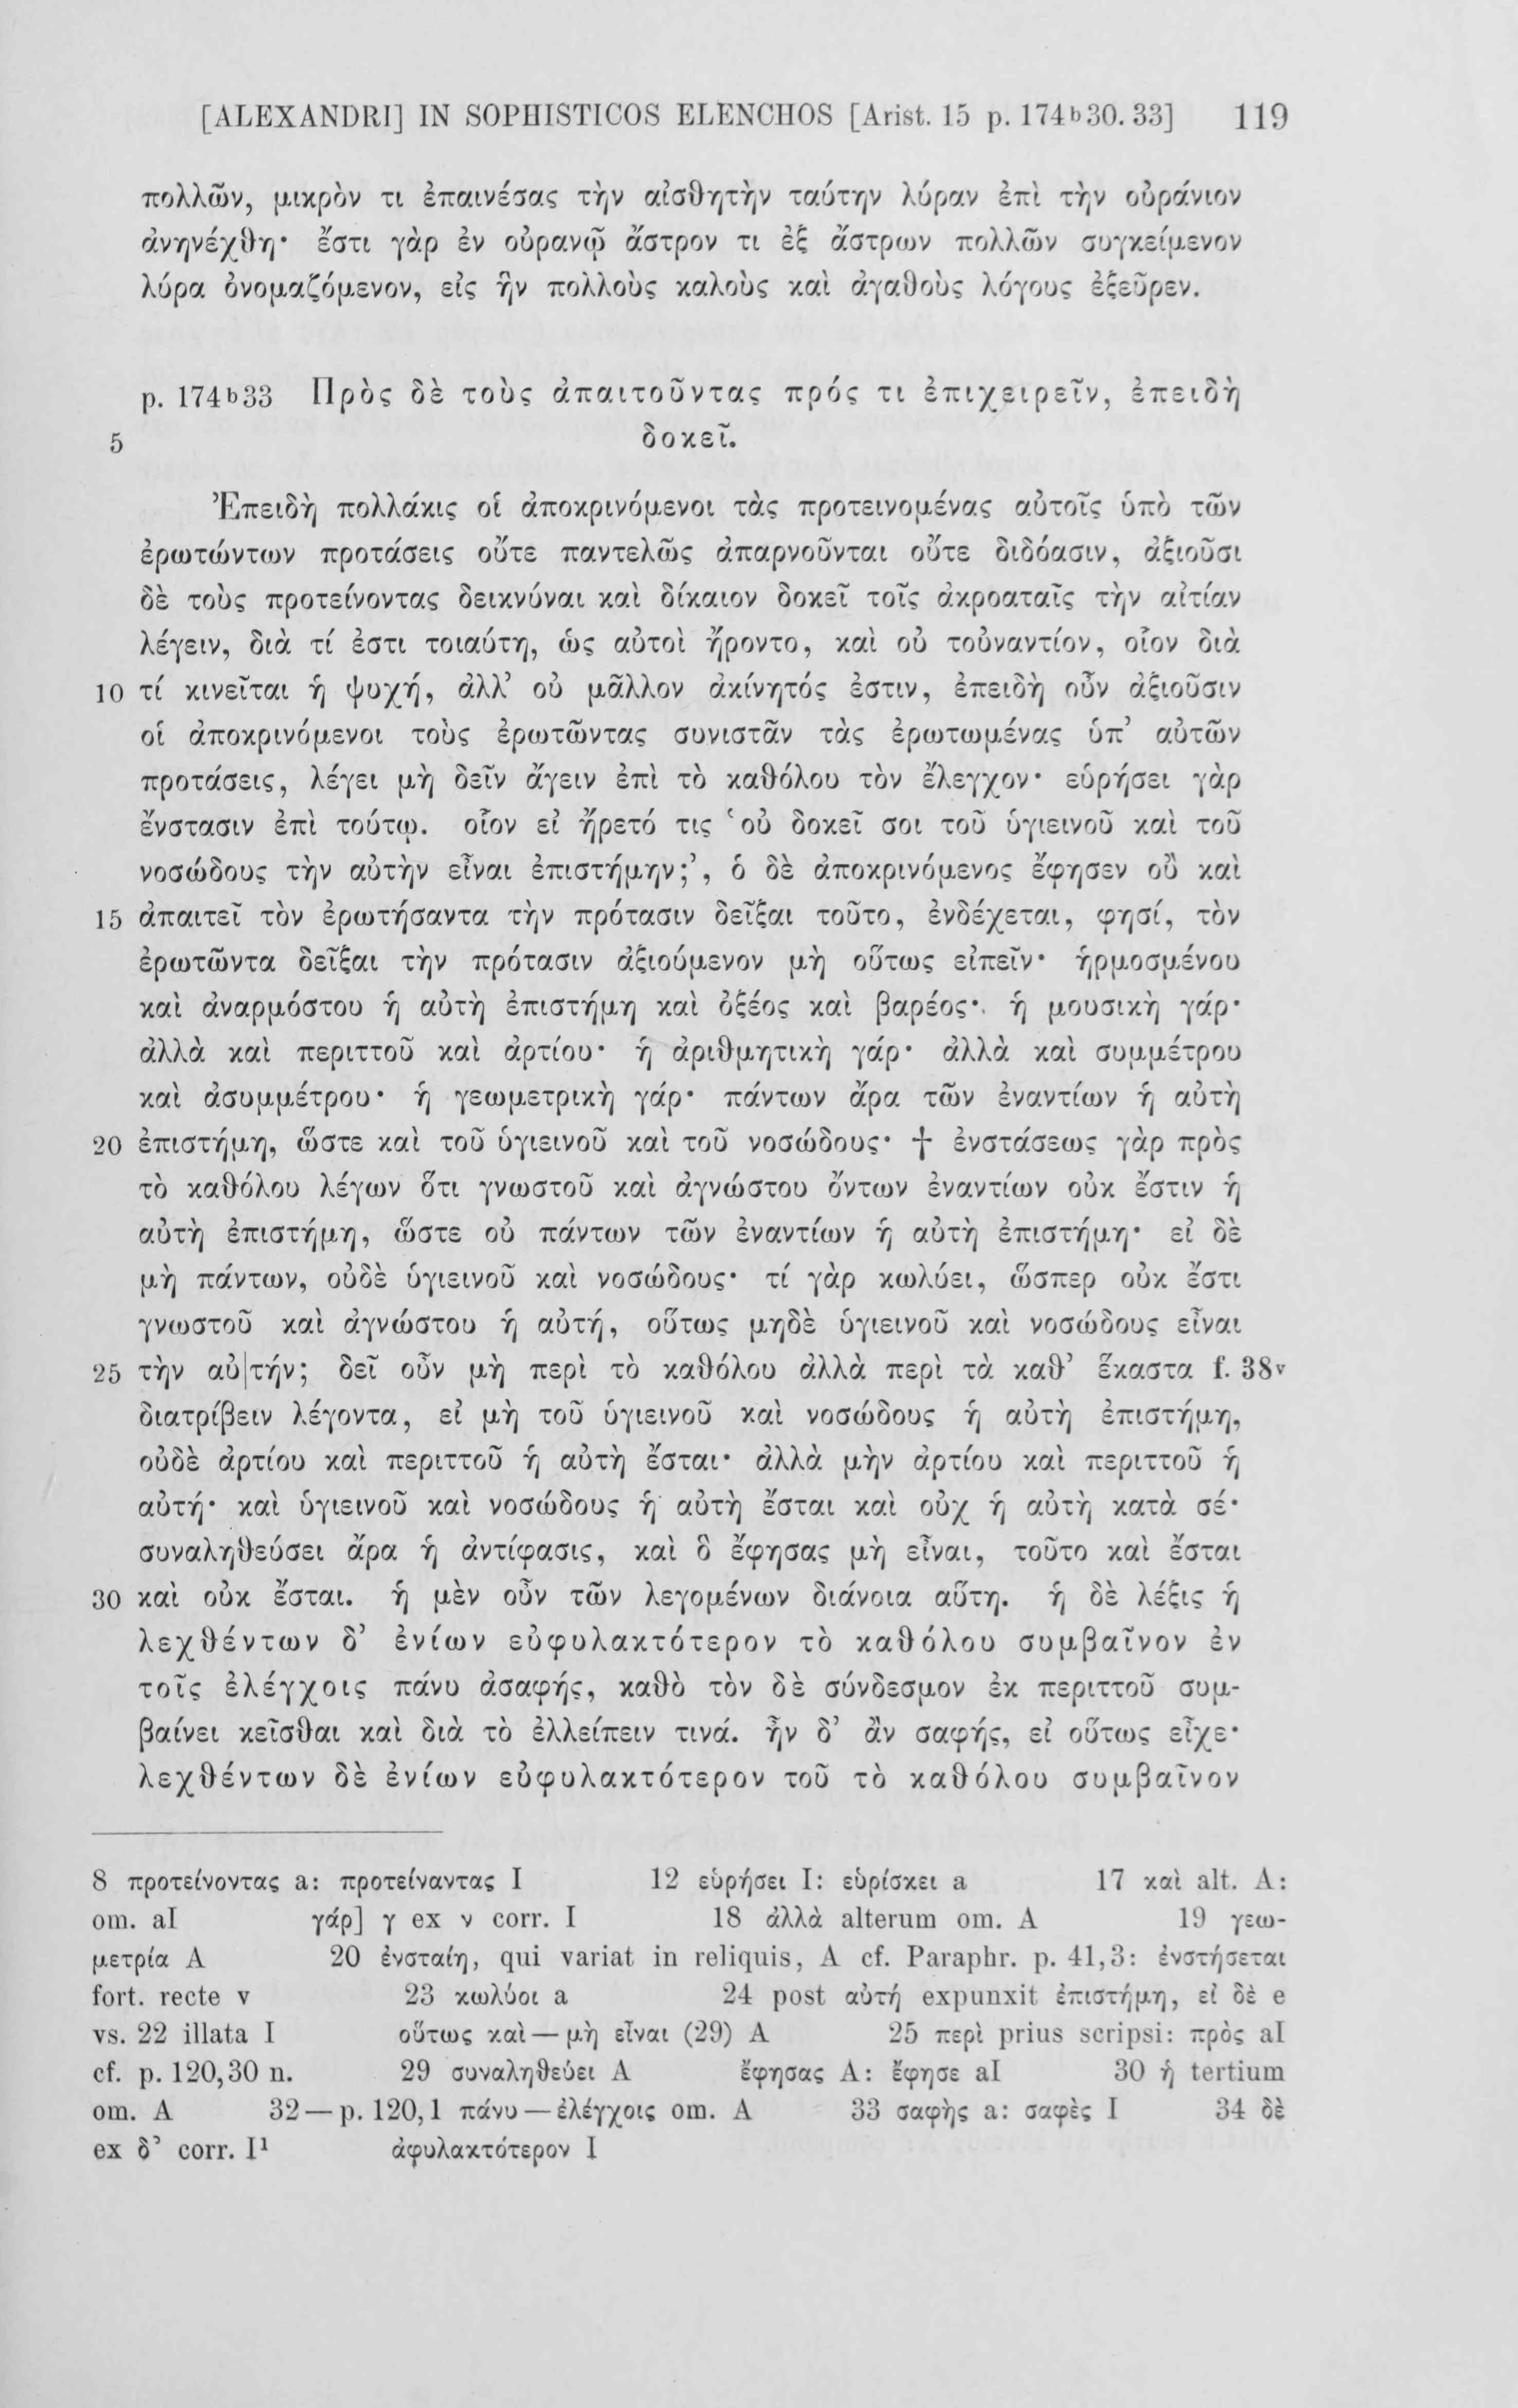 [ALEXANDRI] IN SOPHISTICOS ELENCHOS [Arist. 15 p. 174ᵇ30.33] 119
πολλῶν, μικρὸν τι ἐπαινέσας τὴν αἰσθητὴν ταύτην λύραν ἐπὶ τὴν οὐράνιον
ἀνηνέχθη· ἔστι γὰρ ἐν οὐρανῷ ἄστρον τι ἐξ ἄστρων πολλῶν συγκείμενον
λύρα ὀνομαζόμενον, εἰς ἣν πολλοὺς καλοὺς καὶ ἀγαθοὺς λόγους ἐξεῦρεν.
p. 174ᵇ33 Πρὸς δὲ τοὺς ἀπαιτοῦντας πρός τι ἐπιχειρεῖν, ἐπειδὴ
5 δοκεῖ.
Ἐπειδὴ πολλάκις οἱ ἀποκρινόμενοι τὰς προτεινομένας αὐτοῖς ὑπὸ τῶν
ἐρωτώντων προτάσεις οὔτε παντελῶς ἀπαρνοῦνται οὔτε διδόασιν, ἀξιοῦσι
δὲ τοὺς προτείνοντας δεικνύναι καὶ δίκαιον δοκεῖ τοῖς ἀκροαταῖς τὴν αἰτίαν
λέγειν, διὰ τί ἐστι τοιαύτη, ὡς αὐτοὶ ἤροντο, καὶ οὐ τοὐναντίον, οἷον διὰ
10 τί κινεῖται ἡ ψυχή, ἀλλ’ οὐ μᾶλλον ἀκίνητός ἐστιν, ἐπειδὴ οὖν ἀξιοῦσιν
οἱ ἀποκρινόμενοι τοὺς ἐρωτῶντας συνιστᾶν τὰς ἐρωτωμένας ὑπ’ αὐτῶν
προτάσεις, λέγει μὴ δεῖν ἄγειν ἐπὶ τὸ καθόλου τὸν ἔλεγχον· εὑρήσει γὰρ
ἔνστασιν ἐπὶ τούτῳ. οἷον εἰ ἤρετό τις ‘οὐ δοκεῖ σοι τοῦ ὑγιεινοῦ καὶ τοῦ
νοσώδους τὴν αὐτὴν εἶναι ἐπιστήμην;’, ὁ δὲ ἀποκρινόμενος ἔφησεν οὒ καὶ
15 ἀπαιτεῖ τὸν ἐρωτήσαντα τὴν πρότασιν δεῖξαι τοῦτο, ἐνδέχεται, φησί, τὸν
ἐρωτῶντα δεῖξαι τὴν πρότασιν ἀξιούμενον μὴ οὕτως εἰπεῖν· ἡρμοσμένου
καὶ ἀναρμόστου ἡ αὐτὴ ἐπιστήμη καὶ ὀξέος καὶ βαρέος· ἡ μουσικὴ γάρ·
ἀλλὰ καὶ περιττοῦ καὶ ἀρτίου· ἡ ἀριθμητικὴ γάρ· ἀλλὰ καὶ συμμέτρου
καὶ ἀσυμμέτρου· ἡ γεωμετρικὴ γάρ· πάντων ἄρα τῶν ἐναντίων ἡ αὐτὴ
20 ἐπιστήμη, ὥστε καὶ τοῦ ὑγιεινοῦ καὶ τοῦ νοσώδους· † ἐνστάσεως γὰρ πρὸς
τὸ καθόλου λέγων ὅτι γνωστοῦ καὶ ἀγνώστου ὄντων ἐναντίων οὐκ ἔστιν ἡ
αὐτὴ ἐπιστήμη, ὥστε οὐ πάντων τῶν ἐναντίων ἡ αὐτὴ ἐπιστήμη· εἰ δὲ
μὴ πάντων, οὐδὲ ὑγιεινοῦ καὶ νοσώδους· τί γὰρ κωλύει, ὥσπερ οὐκ ἔστι
γνωστοῦ καὶ ἀγνώστου ἡ αὐτή, οὕτως μηδὲ ὑγιεινοῦ καὶ νοσώδους εἶναι
25 τὴν αὐ|τήν; δεῖ οὖν μὴ περὶ τὸ καθόλου ἀλλὰ περὶ τὰ καθ’ ἕκαστα f. 38ᵛ
διατρίβειν λέγοντα, εἰ μὴ τοῦ ὑγιεινοῦ καὶ νοσώδους ἡ αὐτὴ ἐπιστήμη,
οὐδὲ ἀρτίου καὶ περιττοῦ ἡ αὐτὴ ἔσται· ἀλλὰ μὴν ἀρτίου καὶ περιττοῦ ἡ
αὐτή· καὶ ὑγιεινοῦ καὶ νοσώδους ἡ αὐτὴ ἔσται καὶ οὐχ ἡ αὐτὴ κατὰ σέ·
συναληθεύσει ἄρα ἡ ἀντίφασις, καὶ ὃ ἔφησας μὴ εἶναι, τοῦτο καὶ ἔσται
30 καὶ οὐκ ἔσται. ἡ μὲν οὖν τῶν λεγομένων διάνοια αὕτη. ἡ δὲ λέξις ἡ
λεχθέντων δ’ ἐνίων εὐφυλακτότερον τὸ καθόλου συμβαῖνον ἐν
τοῖς ἐλέγχοις πάνυ ἀσαφής, καθὸ τὸν δὲ σύνδεσμον ἐκ περιττοῦ συμ-
βαίνει κεῖσθαι καὶ διὰ τὸ ἐλλείπειν τινά. ἦν δ’ ἂν σαφής, εἰ οὕτως εἶχε·
λεχθέντων δὲ ἐνίων εὐφυλακτότερον τοῦ τὸ καθόλου συμβαῖνον
8 προτείνοντας a: προτείναντας I 12 εὑρήσει I: εὑρίσκει a 17 καὶ alt. A:
om. aI γάρ] γ ex ν corr. I 18 ἀλλὰ alterum om. A 19 γεω-
μετρία A 20 ἐνσταίη, qui variat in reliquis, A cf. Paraphr. p. 41,3: ἐνστήσεται
fort. recte v 23 κωλύοι a 24 post αὐτή expunxit ἐπιστήμη, εἰ δὲ e
vs. 22 illata I οὕτως καὶ — μὴ εἶναι (29) A 25 περὶ prius scripsi: πρὸς aI
cf. p. 120,30 n. 29 συναληθεύει A ἔφησας A: ἔφησε aI 30 ἡ tertium
om. A 32 — p. 120,1 πάνυ — ἐλέγχοις om. A 33 σαφὴς a: σαφὲς I 34 δὲ
ex δ’ corr. I¹ ἀφυλακτότερον I